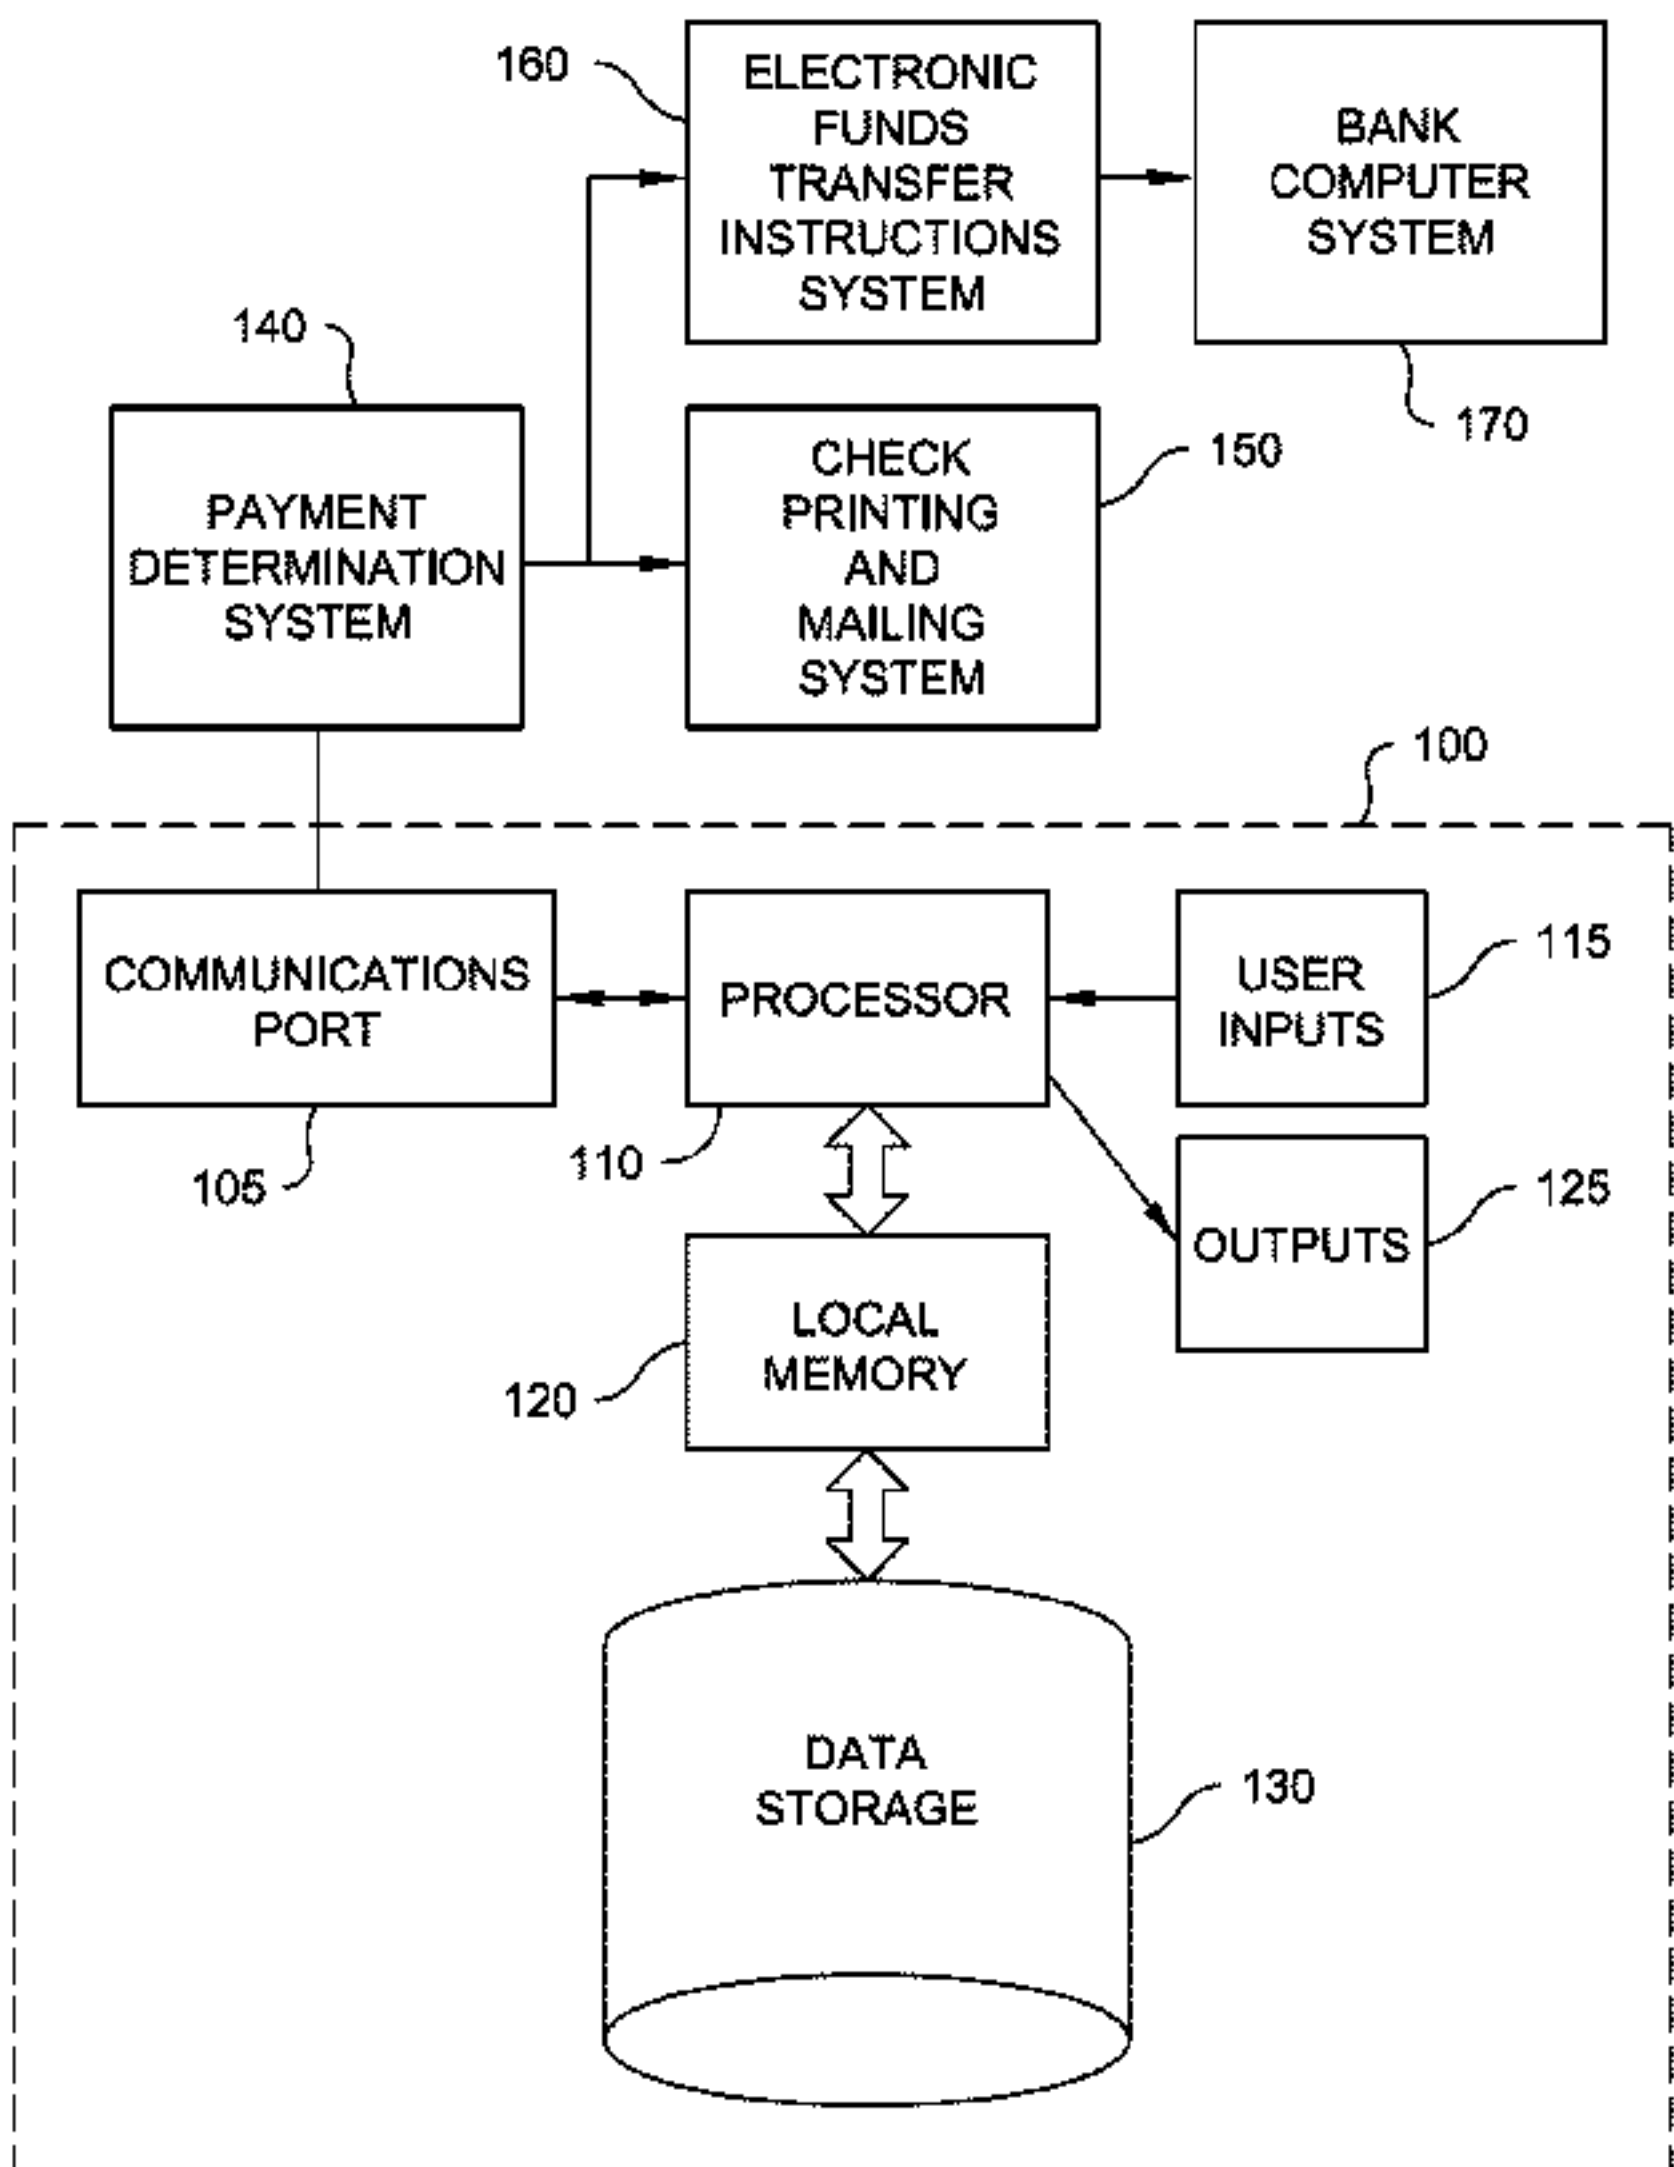 160
ELECTRONIC
FUNDS
TRANSFER
INSTRUCTIONS
SYSTEM
BANK
COMPUTER
SYSTEM
170
140
PAYMENT
DETERMINATION
SYSTEM
CHECK
PRINTING
AND
MAILING
SYSTEM
150
100
COMMUNICATIONS
PORT
105
PROCESSOR
110
USER
INPUTS
115
OUTPUTS
125
LOCAL
MEMORY
120
DATA
STORAGE
130